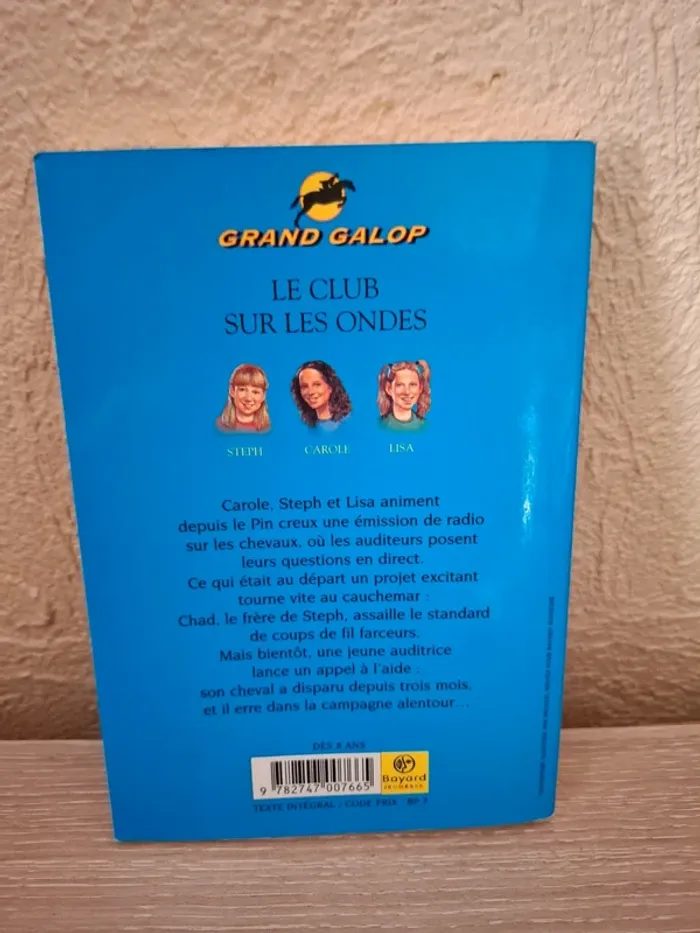 GRAND GALOP
LE CLUB
SUR LES ONDES
STEPH CAROLE LISA
Carole, Steph et Lisa animent
depuis le Pin creux une émission de radio
sur les chevaux, où les auditeurs posent
leurs questions en direct.
Ce qui était au départ un projet excitant
tourne vite au cauchemar :
Chad, le frère de Steph, assaille le standard
de coups de fil farceurs.
Mais bientôt, une jeune auditrice
lance un appel à l'aide :
son cheval a disparu depuis trois mois,
et il erre dans la campagne alentour...
DÈS 8 ANS
9 782747 007665
Bayard
JEUNESSE
TEXTE INTÉGRAL / CODE PRIX : BP 7